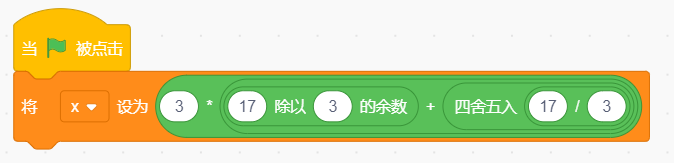 当 被点击
将 x 设为 3 * 17 除以 3 的余数 + 四舍五入 17 / 3